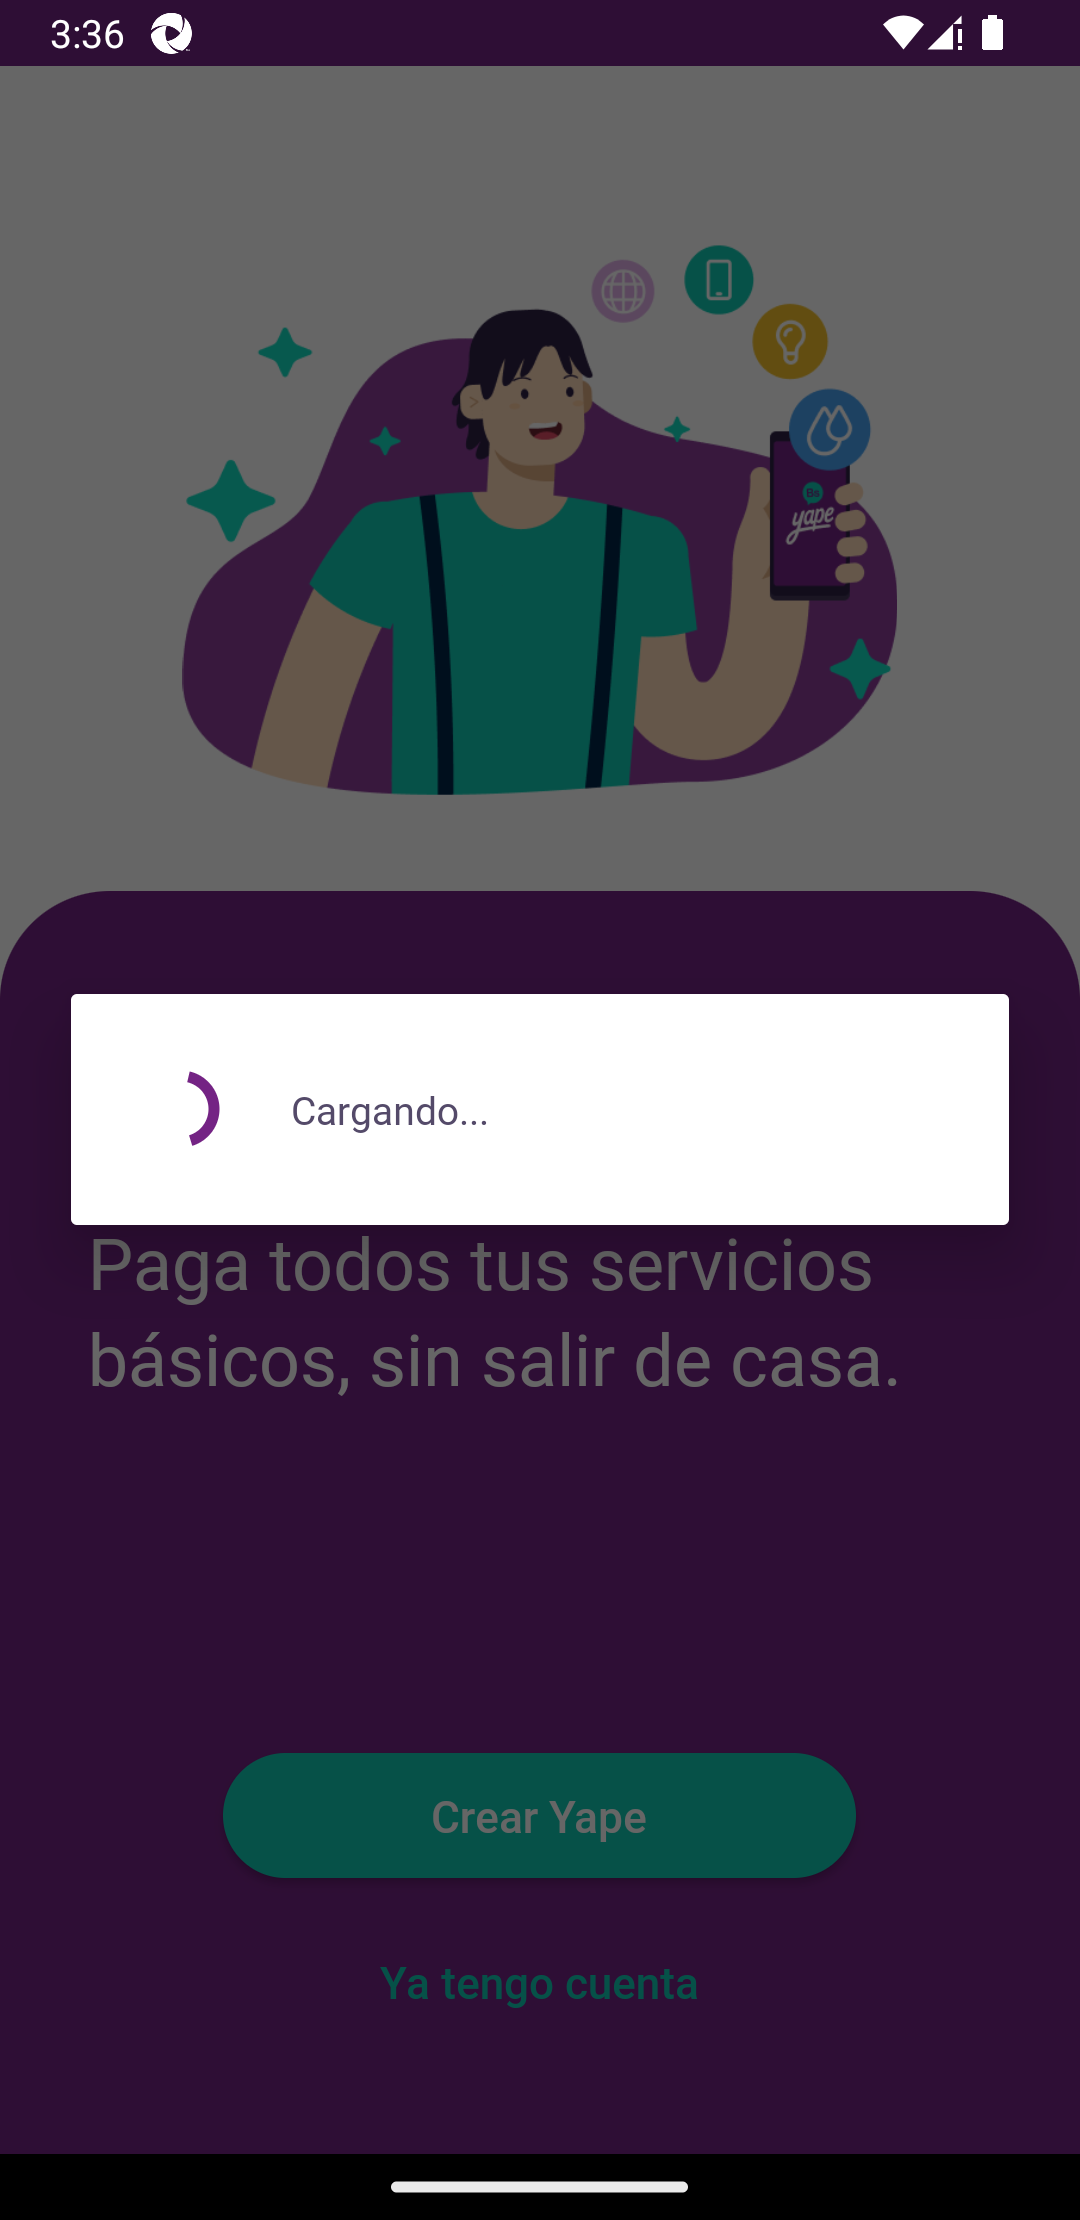 3:36
Bs
yape
Cargando...
Paga todos tus servicios
básicos, sin salir de casa.
Crear Yape
Ya tengo cuenta